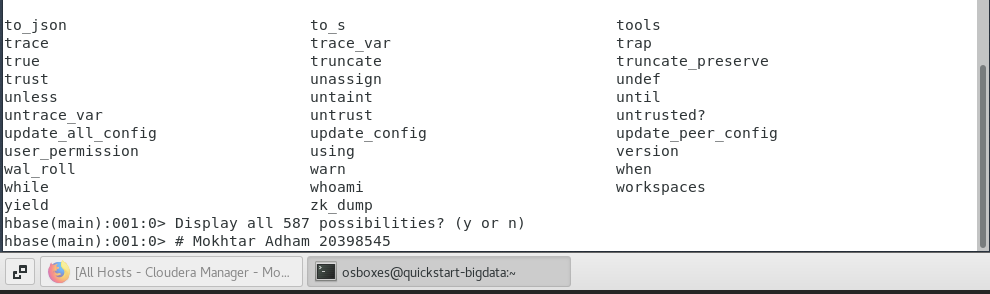 to_json to_s tools
trace trace_var trap
true truncate truncate_preserve
trust unassign undef
unless untaint until
untrace_var untrust untrusted?
update_all_config update_config update_peer_config
user_permission using version
wal_roll warn when
while whoami workspaces
yield zk_dump
hbase(main):001:0> Display all 587 possibilities? (y or n)
hbase(main):001:0> # Mokhtar Adham 20398545
[All Hosts - Cloudera Manager - Mo...
osboxes@quickstart-bigdata:~